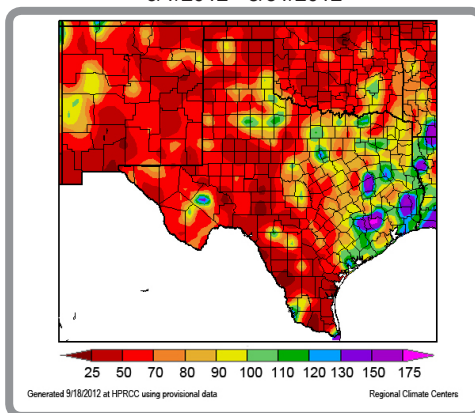 25 50 70 80 90 100 110 120 130 150 175
Generated 9/18/2012 at HPRCC using provisional data
Regional Climate Centers